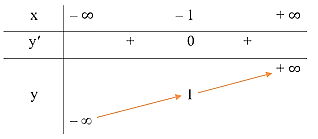 x − ∞ − 1 + ∞
y′ + 0 + 
+ ∞
y 1
− ∞